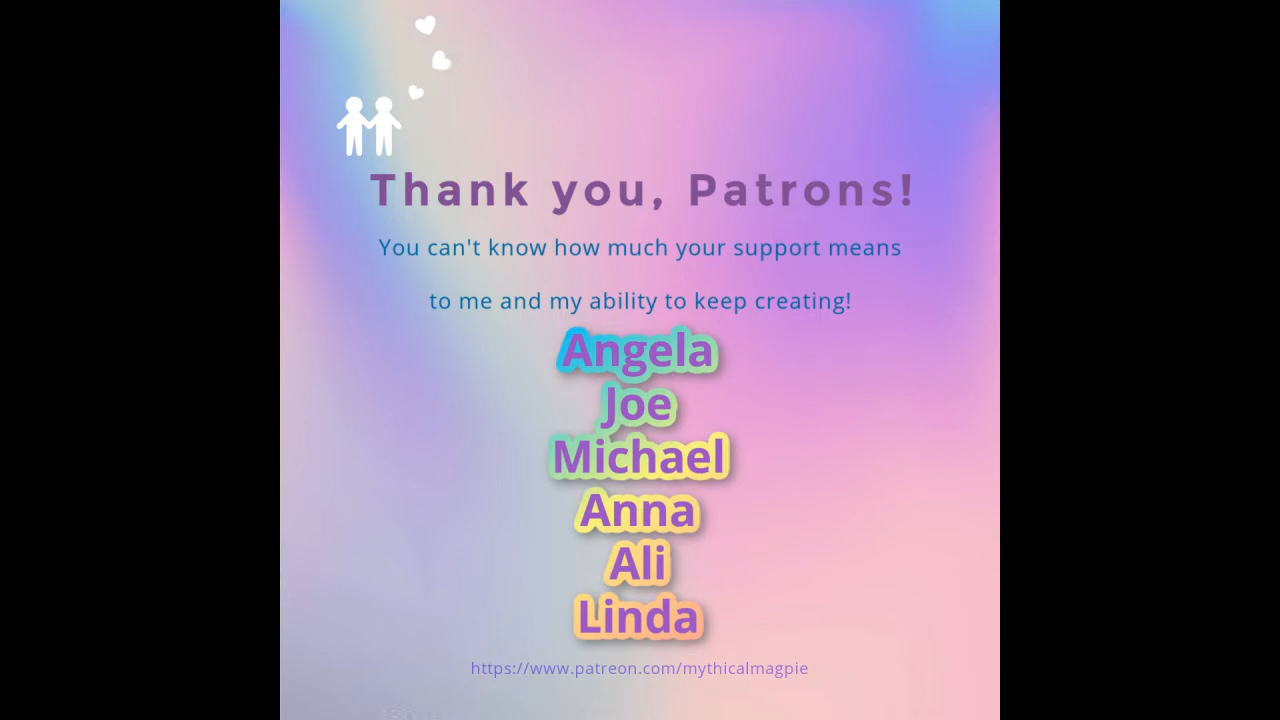 Thank you, Patrons!
You can't know how much your support means
to me and my ability to keep creating!
Angela
Joe
Michael
Anna
Ali
Linda
https://www.patreon.com/mythicalmagpie